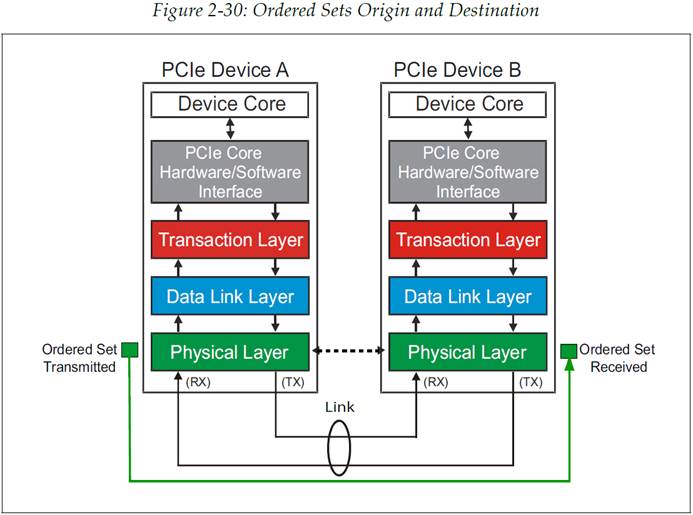 Figure 2-30: Ordered Sets Origin and Destination
PCIe Device A
PCIe Device B
Device Core
Device Core
PCIe Core
Hardware/Software
Interface
PCIe Core
Hardware/Software
Interface
Transaction Layer
Transaction Layer
Data Link Layer
Data Link Layer
Ordered Set
Transmitted
Physical Layer
Physical Layer
Ordered Set
Received
(RX)
(TX)
(RX)
(TX)
Link